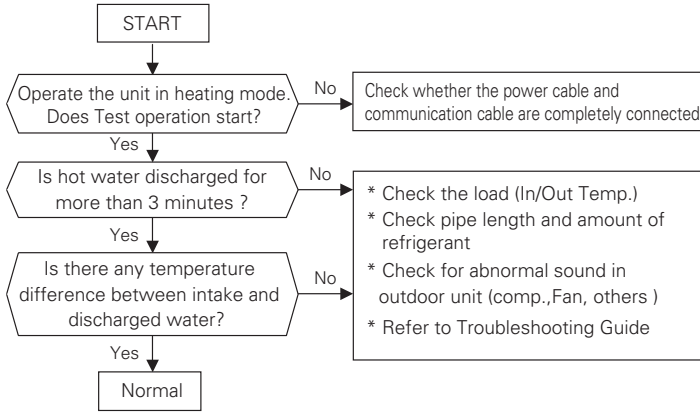 START
Operate the unit in heating mode.
Does Test operation start?
No
Check whether the power cable and
communication cable are completely connected
Yes
Is hot water discharged for
more than 3 minutes ?
No
* Check the load (In/Out Temp.)
* Check pipe length and amount of
refrigerant
* Check for abnormal sound in
outdoor unit (comp.,Fan, others )
* Refer to Troubleshooting Guide
Yes
Is there any temperature
difference between intake and
discharged water?
No
Yes
Normal